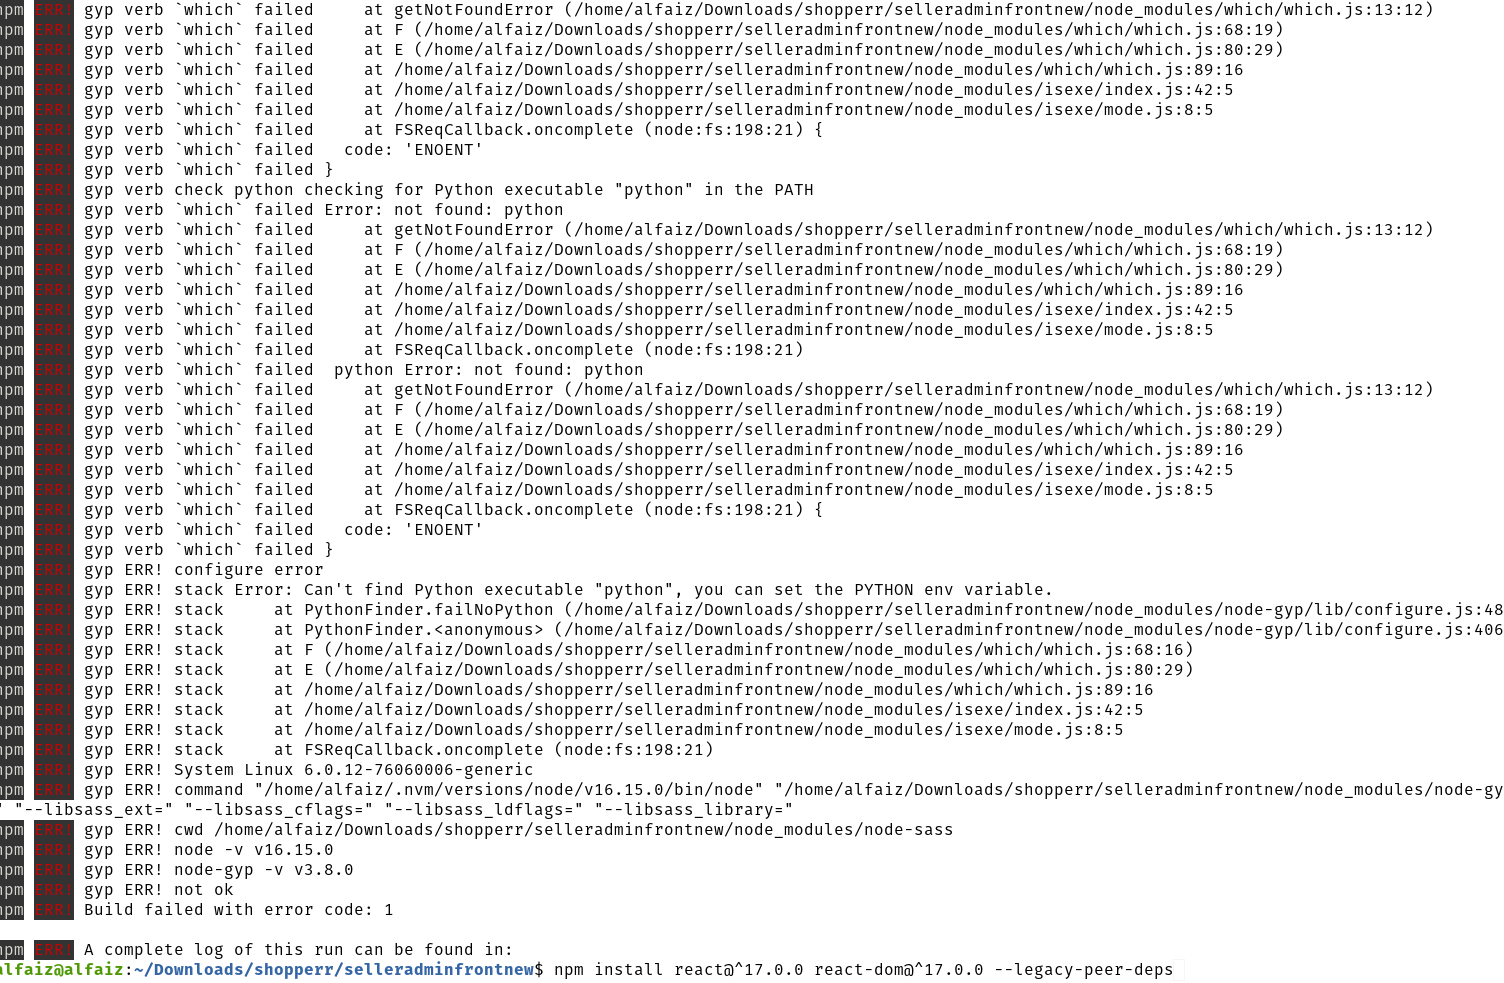 npm ERR! gyp verb `which` failed     at getNotFoundError (/home/alfaiz/Downloads/shopperr/selleradminfrontnew/node_modules/which/which.js:13:12)
npm ERR! gyp verb `which` failed     at F (/home/alfaiz/Downloads/shopperr/selleradminfrontnew/node_modules/which/which.js:68:19)
npm ERR! gyp verb `which` failed     at E (/home/alfaiz/Downloads/shopperr/selleradminfrontnew/node_modules/which/which.js:80:29)
npm ERR! gyp verb `which` failed     at /home/alfaiz/Downloads/shopperr/selleradminfrontnew/node_modules/which/which.js:89:16
npm ERR! gyp verb `which` failed     at /home/alfaiz/Downloads/shopperr/selleradminfrontnew/node_modules/isexe/index.js:42:5
npm ERR! gyp verb `which` failed     at /home/alfaiz/Downloads/shopperr/selleradminfrontnew/node_modules/isexe/mode.js:8:5
npm ERR! gyp verb `which` failed     at FSReqCallback.oncomplete (node:fs:198:21) {
npm ERR! gyp verb `which` failed   code: 'ENOENT'
npm ERR! gyp verb `which` failed }
npm ERR! gyp verb check python checking for Python executable "python" in the PATH
npm ERR! gyp verb `which` failed Error: not found: python
npm ERR! gyp verb `which` failed     at getNotFoundError (/home/alfaiz/Downloads/shopperr/selleradminfrontnew/node_modules/which/which.js:13:12)
npm ERR! gyp verb `which` failed     at F (/home/alfaiz/Downloads/shopperr/selleradminfrontnew/node_modules/which/which.js:68:19)
npm ERR! gyp verb `which` failed     at E (/home/alfaiz/Downloads/shopperr/selleradminfrontnew/node_modules/which/which.js:80:29)
npm ERR! gyp verb `which` failed     at /home/alfaiz/Downloads/shopperr/selleradminfrontnew/node_modules/which/which.js:89:16
npm ERR! gyp verb `which` failed     at /home/alfaiz/Downloads/shopperr/selleradminfrontnew/node_modules/isexe/index.js:42:5
npm ERR! gyp verb `which` failed     at /home/alfaiz/Downloads/shopperr/selleradminfrontnew/node_modules/isexe/mode.js:8:5
npm ERR! gyp verb `which` failed     at FSReqCallback.oncomplete (node:fs:198:21)
npm ERR! gyp verb `which` failed  python Error: not found: python
npm ERR! gyp verb `which` failed     at getNotFoundError (/home/alfaiz/Downloads/shopperr/selleradminfrontnew/node_modules/which/which.js:13:12)
npm ERR! gyp verb `which` failed     at F (/home/alfaiz/Downloads/shopperr/selleradminfrontnew/node_modules/which/which.js:68:19)
npm ERR! gyp verb `which` failed     at E (/home/alfaiz/Downloads/shopperr/selleradminfrontnew/node_modules/which/which.js:80:29)
npm ERR! gyp verb `which` failed     at /home/alfaiz/Downloads/shopperr/selleradminfrontnew/node_modules/which/which.js:89:16
npm ERR! gyp verb `which` failed     at /home/alfaiz/Downloads/shopperr/selleradminfrontnew/node_modules/isexe/index.js:42:5
npm ERR! gyp verb `which` failed     at /home/alfaiz/Downloads/shopperr/selleradminfrontnew/node_modules/isexe/mode.js:8:5
npm ERR! gyp verb `which` failed     at FSReqCallback.oncomplete (node:fs:198:21) {
npm ERR! gyp verb `which` failed   code: 'ENOENT'
npm ERR! gyp verb `which` failed }
npm ERR! gyp ERR! configure error
npm ERR! gyp ERR! stack Error: Can't find Python executable "python", you can set the PYTHON env variable.
npm ERR! gyp ERR! stack     at PythonFinder.failNoPython (/home/alfaiz/Downloads/shopperr/selleradminfrontnew/node_modules/node-gyp/lib/configure.js:48
npm ERR! gyp ERR! stack     at PythonFinder.<anonymous> (/home/alfaiz/Downloads/shopperr/selleradminfrontnew/node_modules/node-gyp/lib/configure.js:406
npm ERR! gyp ERR! stack     at F (/home/alfaiz/Downloads/shopperr/selleradminfrontnew/node_modules/which/which.js:68:16)
npm ERR! gyp ERR! stack     at E (/home/alfaiz/Downloads/shopperr/selleradminfrontnew/node_modules/which/which.js:80:29)
npm ERR! gyp ERR! stack     at /home/alfaiz/Downloads/shopperr/selleradminfrontnew/node_modules/which/which.js:89:16
npm ERR! gyp ERR! stack     at /home/alfaiz/Downloads/shopperr/selleradminfrontnew/node_modules/isexe/index.js:42:5
npm ERR! gyp ERR! stack     at /home/alfaiz/Downloads/shopperr/selleradminfrontnew/node_modules/isexe/mode.js:8:5
npm ERR! gyp ERR! stack     at FSReqCallback.oncomplete (node:fs:198:21)
npm ERR! gyp ERR! System Linux 6.0.12-76060006-generic
npm ERR! gyp ERR! command "/home/alfaiz/.nvm/versions/node/v16.15.0/bin/node" "/home/alfaiz/Downloads/shopperr/selleradminfrontnew/node_modules/node-gy
" "--libsass_ext=" "--libsass_cflags=" "--libsass_ldflags=" "--libsass_library="
npm ERR! gyp ERR! cwd /home/alfaiz/Downloads/shopperr/selleradminfrontnew/node_modules/node-sass
npm ERR! gyp ERR! node -v v16.15.0
npm ERR! gyp ERR! node-gyp -v v3.8.0
npm ERR! gyp ERR! not ok
npm ERR! Build failed with error code: 1
npm ERR! A complete log of this run can be found in:
alfaiz@alfaiz:~/Downloads/shopperr/selleradminfrontnew$ npm install react@^17.0.0 react-dom@^17.0.0 --legacy-peer-deps